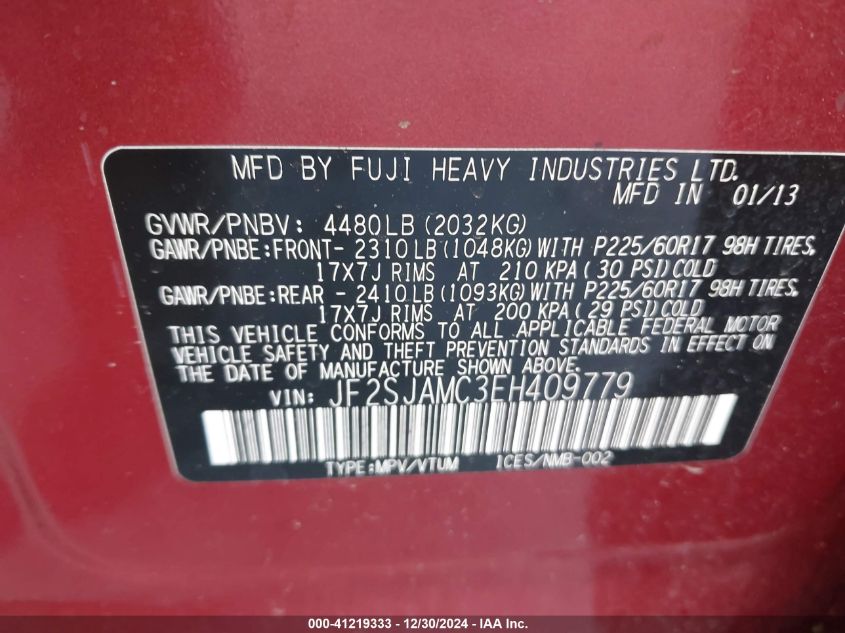 MFD BY FUJI HEAVY INDUSTRIES LTD.
MFD IN 01/13
GVWR/PNBV: 4480LB (2032KG)
GAWR/PNBE:FRONT- 2310LB (1048KG) WITH P225/60R17 98H TIRES,
17X7J RIMS AT 210 KPA (30 PSI) COLD
GAWR/PNBE:REAR - 2410LB (1093KG) WITH P225/60R17 98H TIRES,
17X7J RIMS AT 200 KPA (29 PSI) COLD
THIS VEHICLE CONFORMS TO ALL APPLICABLE FEDERAL MOTOR
VEHICLE SAFETY AND THEFT PREVENTION STANDARDS IN EFFECT ON
THE DATE OF MANUFACTURE SHOWN ABOVE.
VIN: JF2SJAMC3EH409779
TYPE:MPV/VTUM ICES/NMB-002
000-41219333 - 12/30/2024 - IAA Inc.